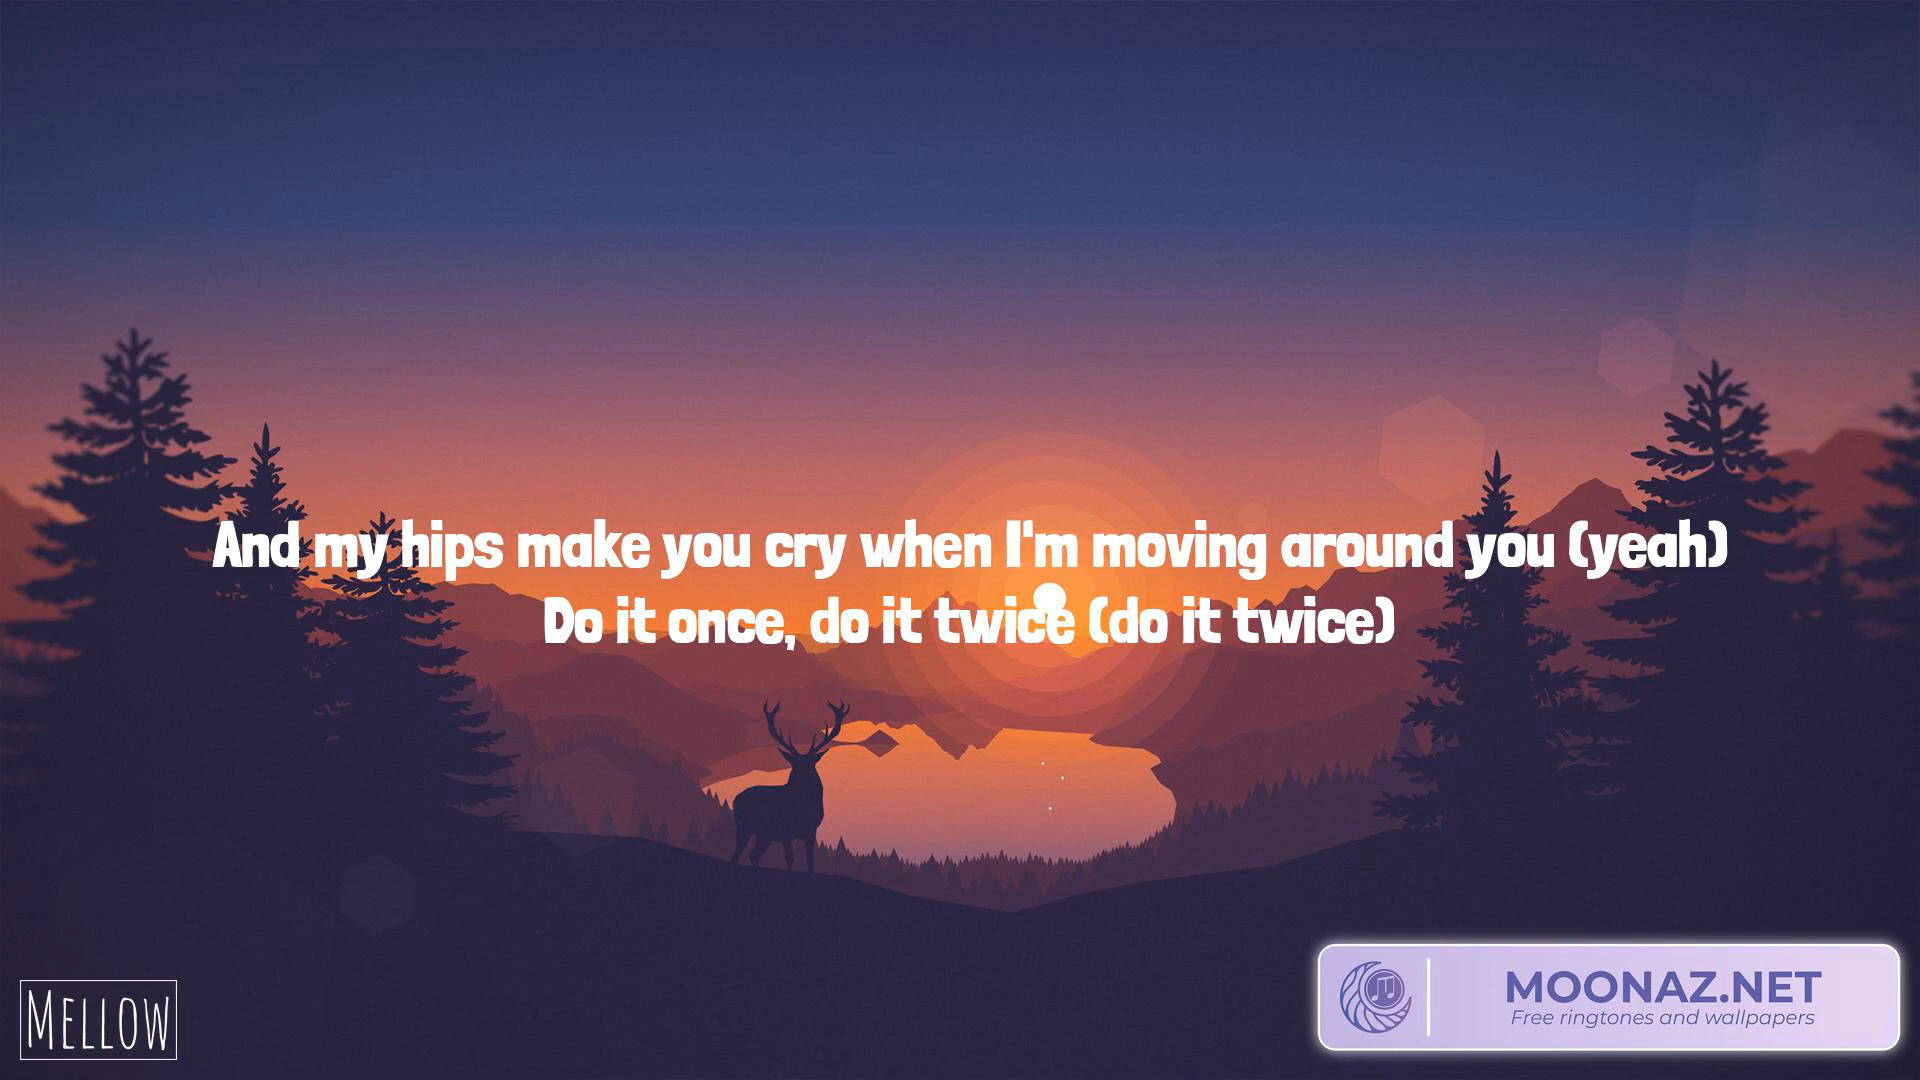 And my hips make you cry when I'm moving around you (yeah)
Do it once, do it twice (do it twice)
MELLOW
MOONAZ.NET
Free ringtones and wallpapers